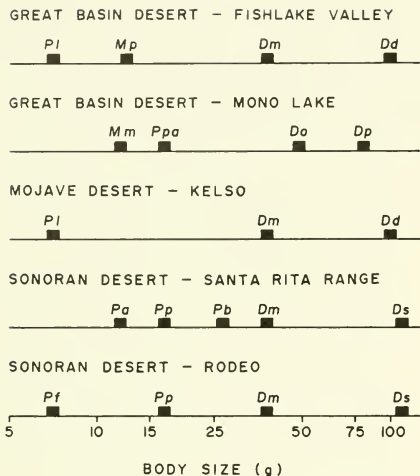 GREAT BASIN DESERT – FISHLAKE VALLEY
Pl Mp Dm Dd
GREAT BASIN DESERT – MONO LAKE
Mm Ppa Do Dp
MOJAVE DESERT – KELSO
Pl Dm Dd
SONORAN DESERT – SANTA RITA RANGE
Pa Pp Pb Dm Ds
SONORAN DESERT – RODEO
Pf Pp Dm Ds
5 10 15 25 50 75 100
BODY SIZE (g)